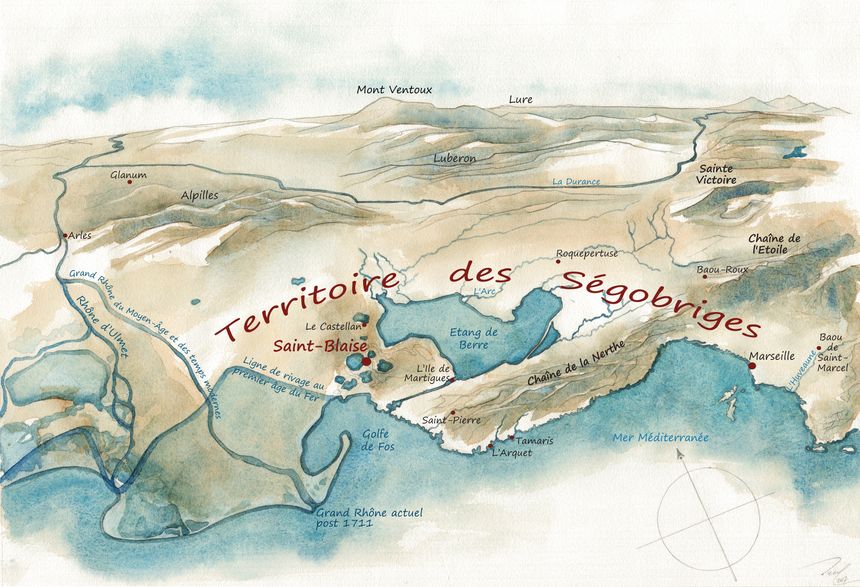 Mont Ventoux
Lure
Luberon
Glanum
Alpilles
La Durance
Sainte
Victoire
Arles
Chaîne de
l'Etoile
Roquepertuse
Baou-Roux
Territoire des Ségobriges
L'Arc
Grand Rhône du Moyen-Âge et des temps modernes
Rhône d'Ulmet
Le Castellan
Saint-Blaise
Etang de
Berre
Ligne de rivage au
premier âge du Fer
L'Ile de
Martigues
Chaîne de la Nerthe
Marseille
L'Huveaune
Baou
de
Saint-
Marcel
Saint-Pierre
Golfe
de Fos
Tamaris
L'Arquet
Mer Méditerranée
Grand Rhône actuel
post 1711